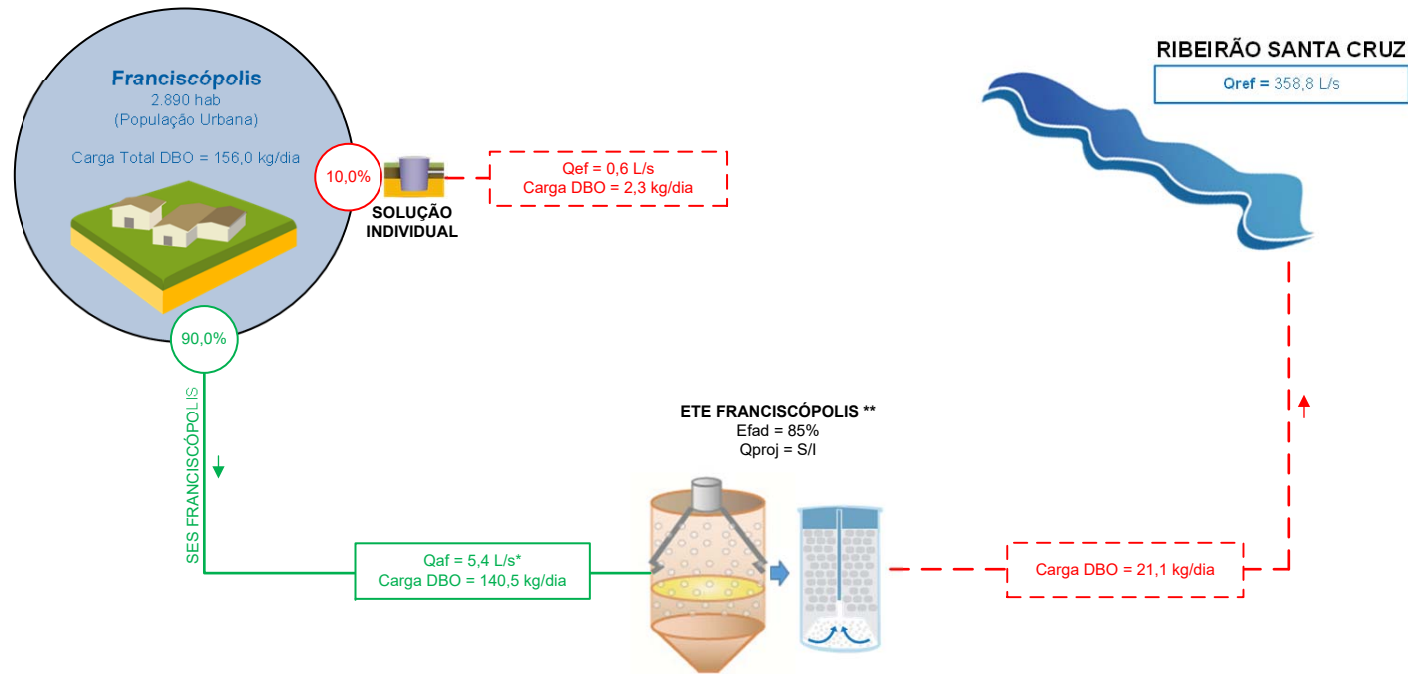 Franciscópolis
2.890 hab
(População Urbana)
Carga Total DBO = 156,0 kg/dia
10,0%
SOLUÇÃO
INDIVIDUAL
Qef = 0,6 L/s
Carga DBO = 2,3 kg/dia
RIBEIRÃO SANTA CRUZ
Qref = 358,8 L/s
90,0%
SES FRANCISCÓPOLIS
Qaf = 5,4 L/s*
Carga DBO = 140,5 kg/dia
ETE FRANCISCÓPOLIS **
Efad = 85%
Qproj = S/I
Carga DBO = 21,1 kg/dia